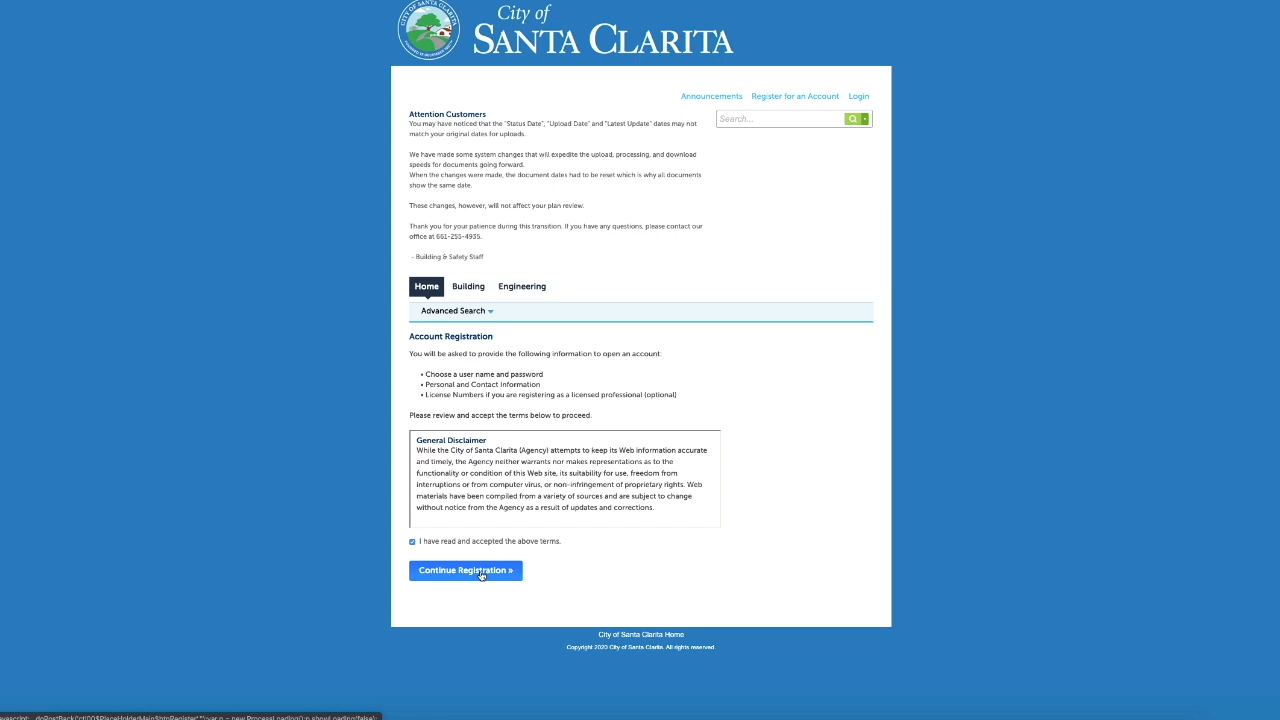 City of
SANTA CLARITA
Announcements Register for an Account Login
Attention Customers
Search...
You may have noticed that the "Status Date", "Upload Date" and "Latest Update" dates may not
match your original dates for uploads.
We have made some system changes that will expedite the upload, processing, and download
speeds for documents going forward.
When the changes were made, the document dates had to be reset which is why all documents
show the same date.
These changes, however, will not affect your plan review.
Thank you for your patience during this transition. If you have any questions, please contact our
office at 661-255-4935.
- Building & Safety Staff
Home Building Engineering
Advanced Search
Account Registration
You will be asked to provide the following information to open an account:
• Choose a user name and password
• Personal and Contact Information
• License Numbers if you are registering as a licensed professional (optional)
Please review and accept the terms below to proceed.
General Disclaimer
While the City of Santa Clarita (Agency) attempts to keep its Web information accurate
and timely, the Agency neither warrants nor makes representations as to the
functionality or condition of this Web site, its suitability for use, freedom from
interruptions or from computer virus, or non-infringement of proprietary rights. Web
materials have been compiled from a variety of sources and are subject to change
without notice from the Agency as a result of updates and corrections.
I have read and accepted the above terms.
Continue Registration »
City of Santa Clarita Home
Copyright 2020 City of Santa Clarita. All rights reserved.